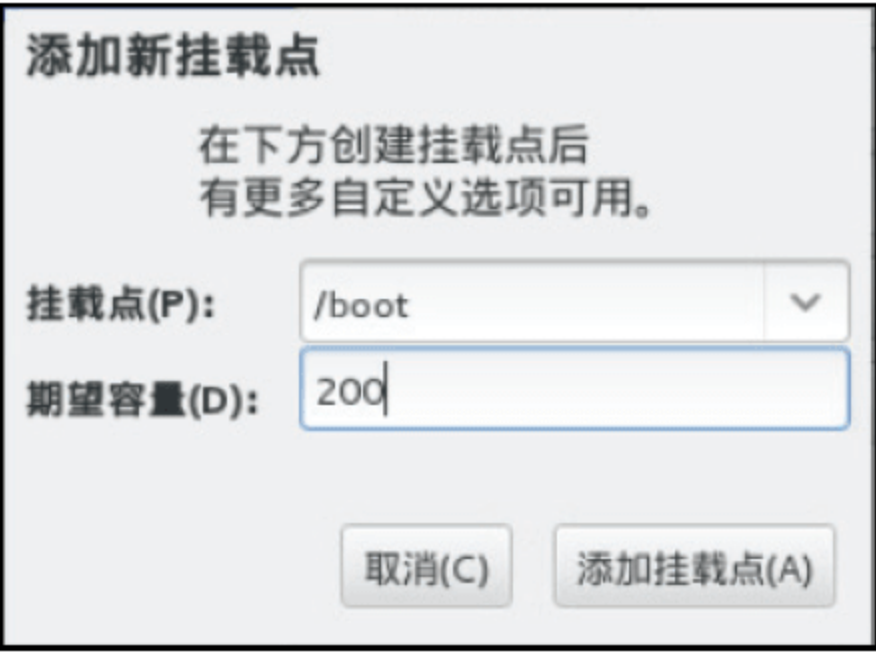 添加新挂载点
在下方创建挂载点后
有更多自定义选项可用。
挂载点(P): /boot
期望容量(D): 200
取消(C) 添加挂载点(A)